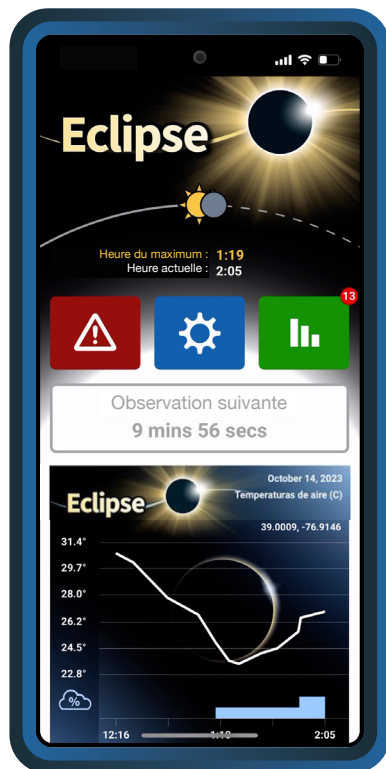 Eclipse
Heure du maximum : 1:19
Heure actuelle : 2:05
13
Observation suivante
9 mins 56 secs
October 14, 2023
Eclipse
Temperaturas de aire (C)
39.0009, -76.9146
31.4°
29.7°
28.0°
26.2°
24.5°
22.8°
%
12:16 1:19 2:05